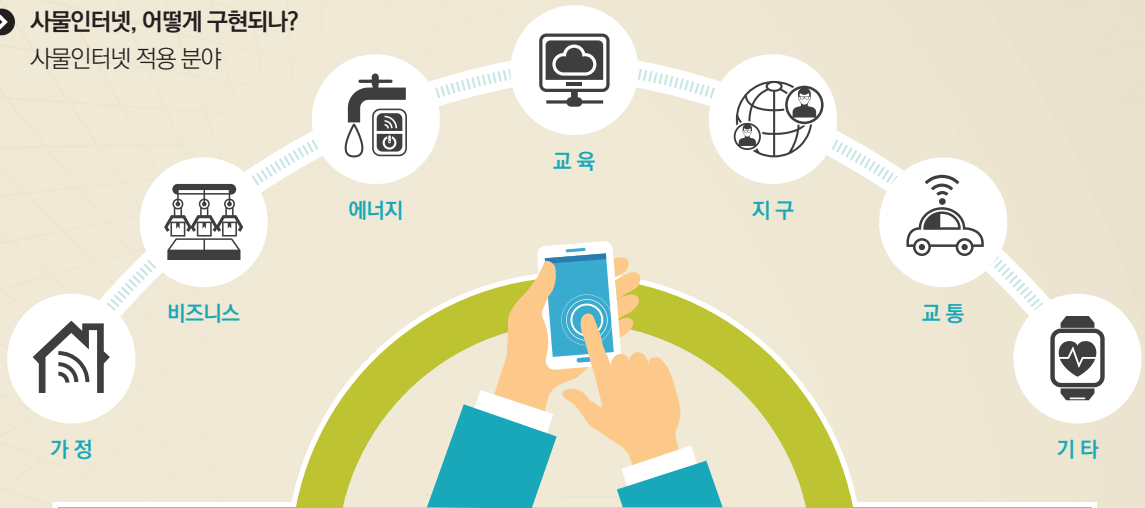 사물인터넷, 어떻게 구현되나?
사물인터넷 적용 분야
교육
에너지
지구
비즈니스
교통
가정
기타